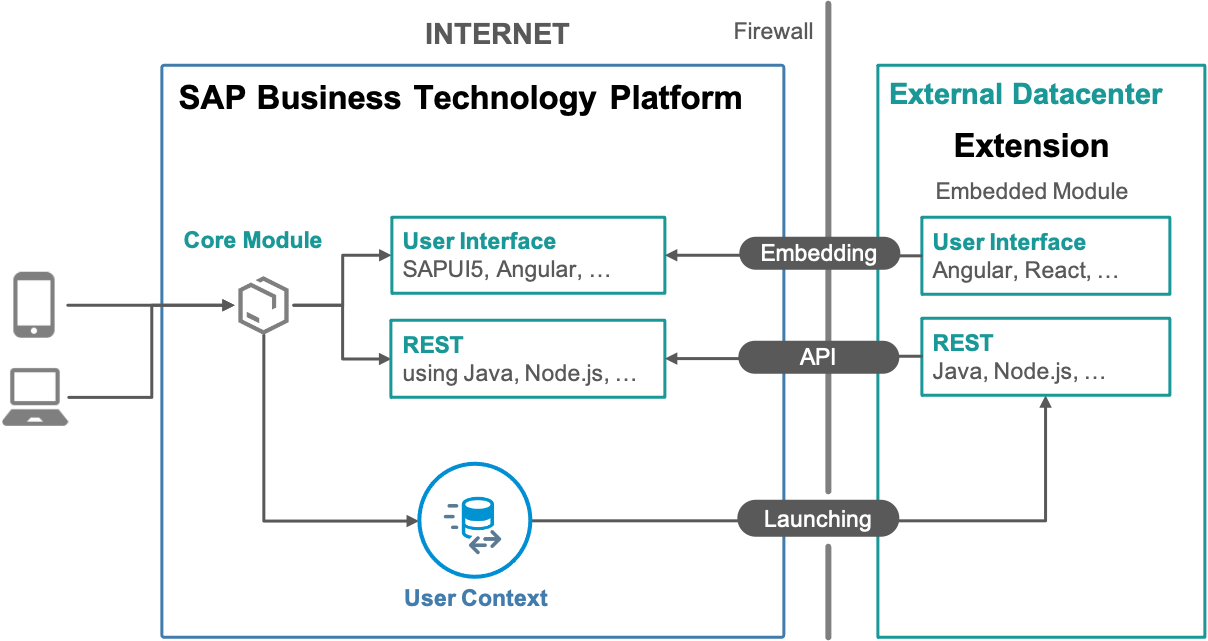 INTERNET
Firewall
SAP Business Technology Platform
External Datacenter
Extension
Embedded Module
Core Module
User Interface
SAPUI5, Angular, …
Embedding
User Interface
Angular, React, …
REST
using Java, Node.js, …
API
REST
Java, Node.js, …
Launching
User Context